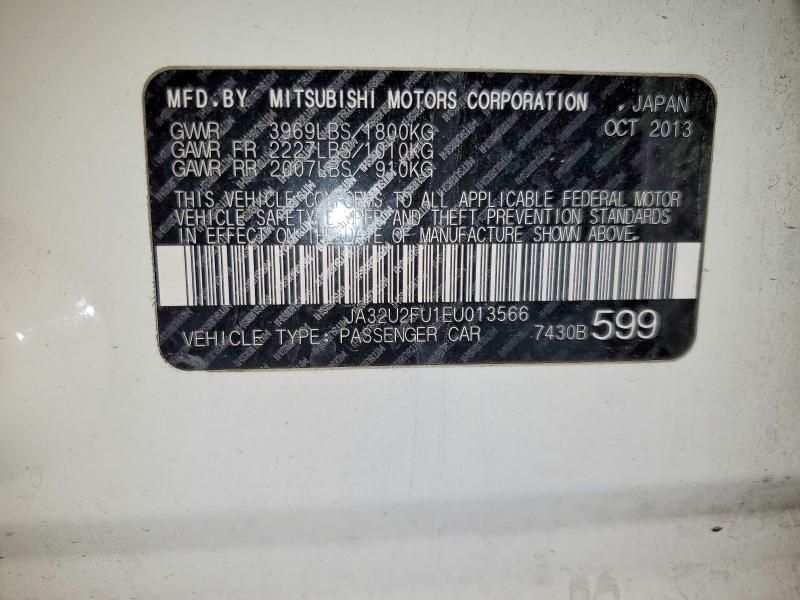 MFD.BY MITSUBISHI MOTORS CORPORATION , JAPAN
GVWR 3969LBS/1800KG OCT 2013
GAWR FR 2227LBS/1010KG
GAWR RR 2007LBS/ 910KG
THIS VEHICLE CONFORMS TO ALL APPLICABLE FEDERAL MOTOR
VEHICLE SAFETY, BUMPER AND THEFT PREVENTION STANDARDS
IN EFFECT ON THE DATE OF MANUFACTURE SHOWN ABOVE.
JA32U2FU1EU013566
VEHICLE TYPE: PASSENGER CAR 7430B 599